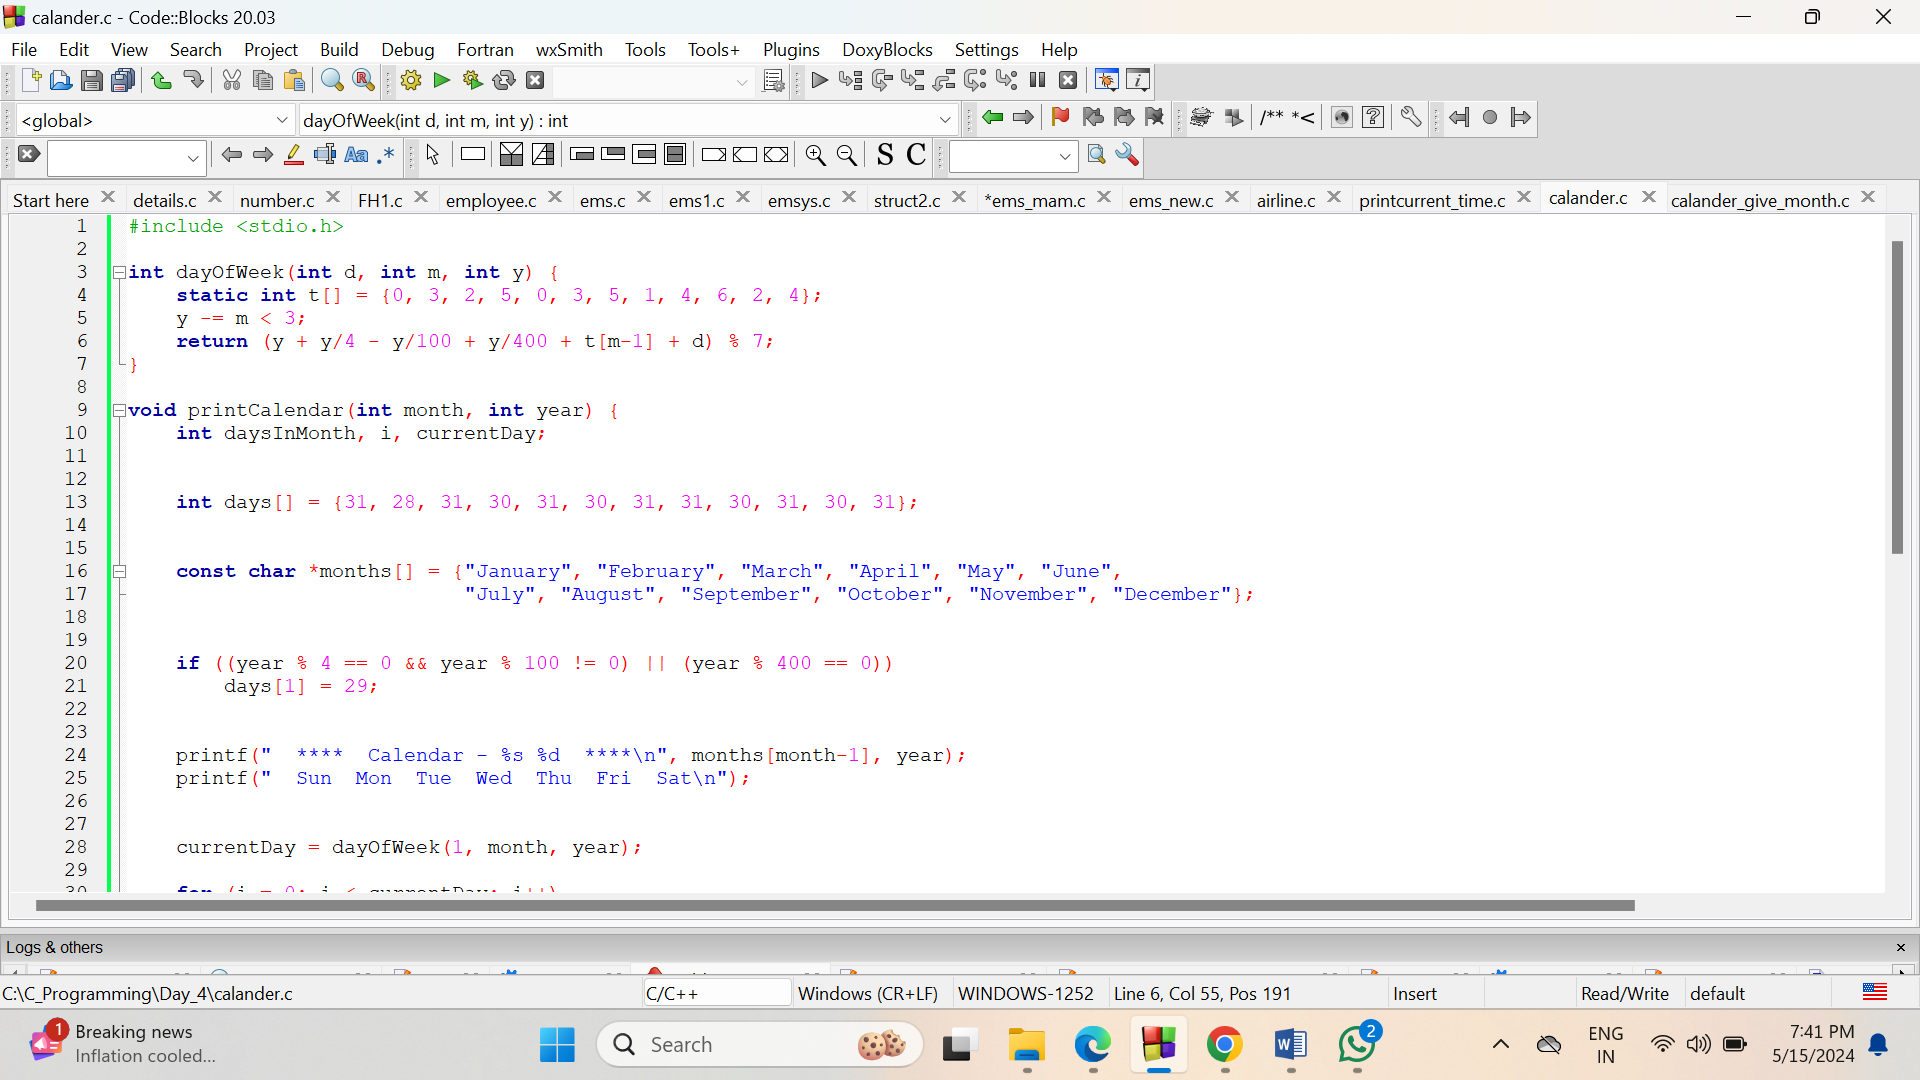 calander.c - Code::Blocks 20.03
File Edit View Search Project Build Debug Fortran wxSmith Tools Tools+ Plugins DoxyBlocks Settings Help
<global> dayOfWeek(int d, int m, int y) : int /** *<
Aa .* S C
Start here details.c number.c FH1.c employee.c ems.c ems1.c emsys.c struct2.c *ems_mam.c ems_new.c airline.c printcurrent_time.c calander.c calander_give_month.c
1 #include <stdio.h>
2
3 int dayOfWeek(int d, int m, int y) {
4 static int t[] = {0, 3, 2, 5, 0, 3, 5, 1, 4, 6, 2, 4};
5 y -= m < 3;
6 return (y + y/4 - y/100 + y/400 + t[m-1] + d) % 7;
7 }
8
9 void printCalendar(int month, int year) {
10 int daysInMonth, i, currentDay;
11
12
13 int days[] = {31, 28, 31, 30, 31, 30, 31, 31, 30, 31, 30, 31};
14
15
16 const char *months[] = {"January", "February", "March", "April", "May", "June",
17 "July", "August", "September", "October", "November", "December"};
18
19
20 if ((year % 4 == 0 && year % 100 != 0) || (year % 400 == 0))
21 days[1] = 29;
22
23
24 printf("  ****  Calendar - %s %d  ****\n", months[month-1], year);
25 printf("  Sun  Mon  Tue  Wed  Thu  Fri  Sat\n");
26
27
28 currentDay = dayOfWeek(1, month, year);
29
30 for (i = 0; i < currentDay; i++)
Logs & others
C:\C_Programming\Day_4\calander.c C/C++ Windows (CR+LF) WINDOWS-1252 Line 6, Col 55, Pos 191 Insert Read/Write default
1 Breaking news
Inflation cooled...
Search
2
ENG
IN
7:41 PM
5/15/2024